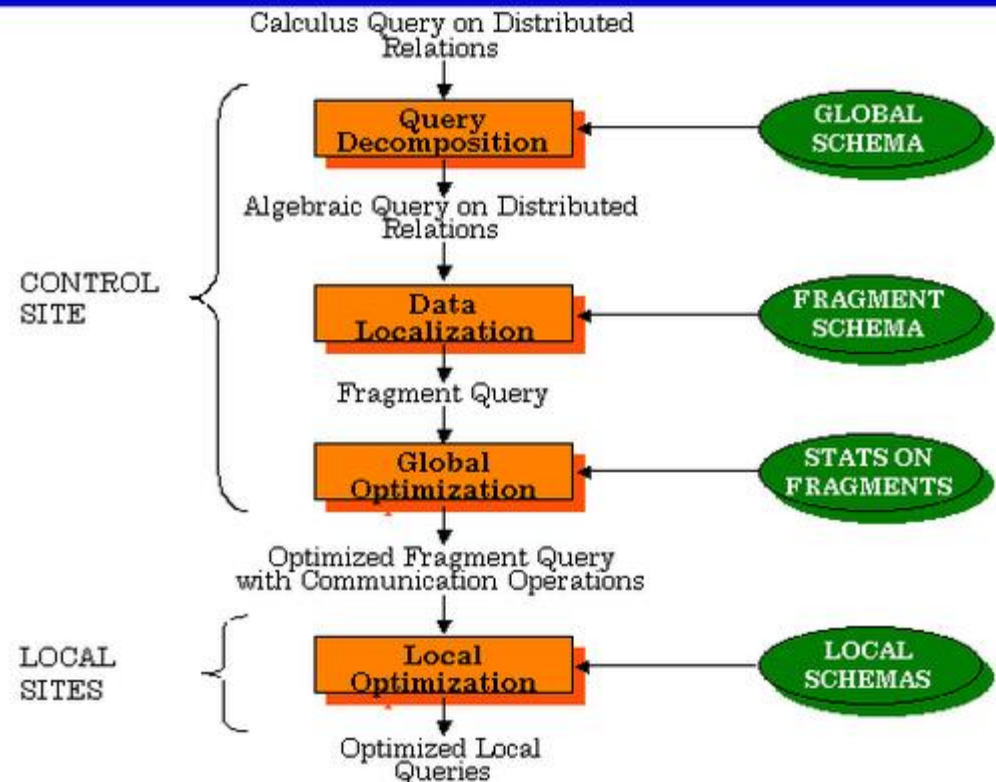 Calculus Query on Distributed
Relations
Query
Decomposition
GLOBAL
SCHEMA
Algebraic Query on Distributed
Relations
CONTROL
SITE
Data
Localization
FRAGMENT
SCHEMA
Fragment Query
Global
Optimization
STATS ON
FRAGMENTS
Optimized Fragment Query
with Communication Operations
LOCAL
SITES
Local
Optimization
LOCAL
SCHEMAS
Optimized Local
Queries